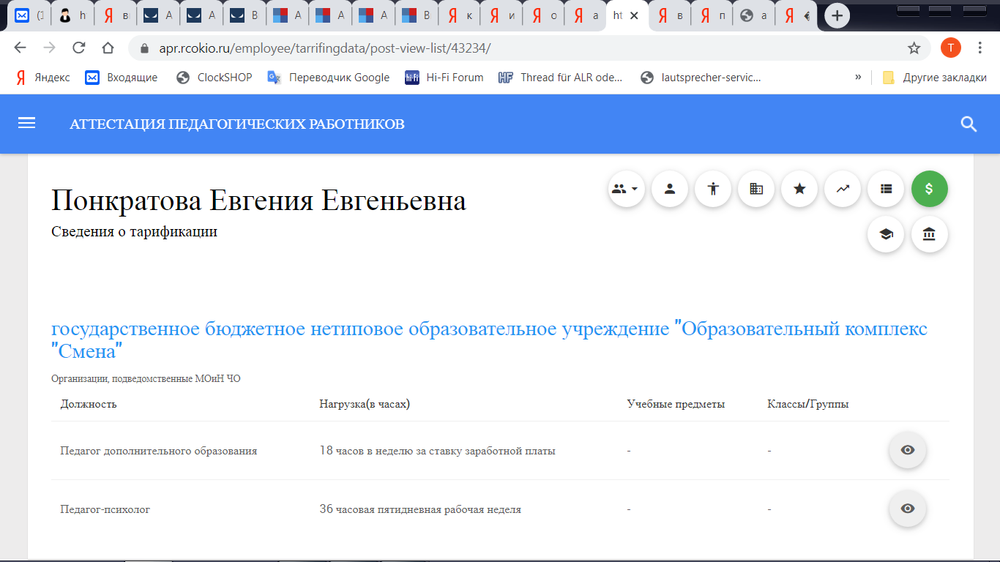 (1
h
Я в
А
А
В
А
А
А
В
Я к
Я и
Я о
Я а
ht
Я в
Я п
а
Я
apr.rcokio.ru/employee/tarrifingdata/post-view-list/43234/
Т
Яндекс Входящие ClockSHOP Переводчик Google Hi-Fi Forum Thread für ALR ode... lautsprecher-servic... » Другие закладки
АТТЕСТАЦИЯ ПЕДАГОГИЧЕСКИХ РАБОТНИКОВ
Понкратова Евгения Евгеньевна
Сведения о тарификации
государственное бюджетное нетиповое образовательное учреждение "Образовательный комплекс
"Смена"
Организации, подведомственные МОиН ЧО
Должность Нагрузка(в часах) Учебные предметы Классы/Группы
Педагог дополнительного образования 18 часов в неделю за ставку заработной платы - -
Педагог-психолог 36 часовая пятидневная рабочая неделя - -